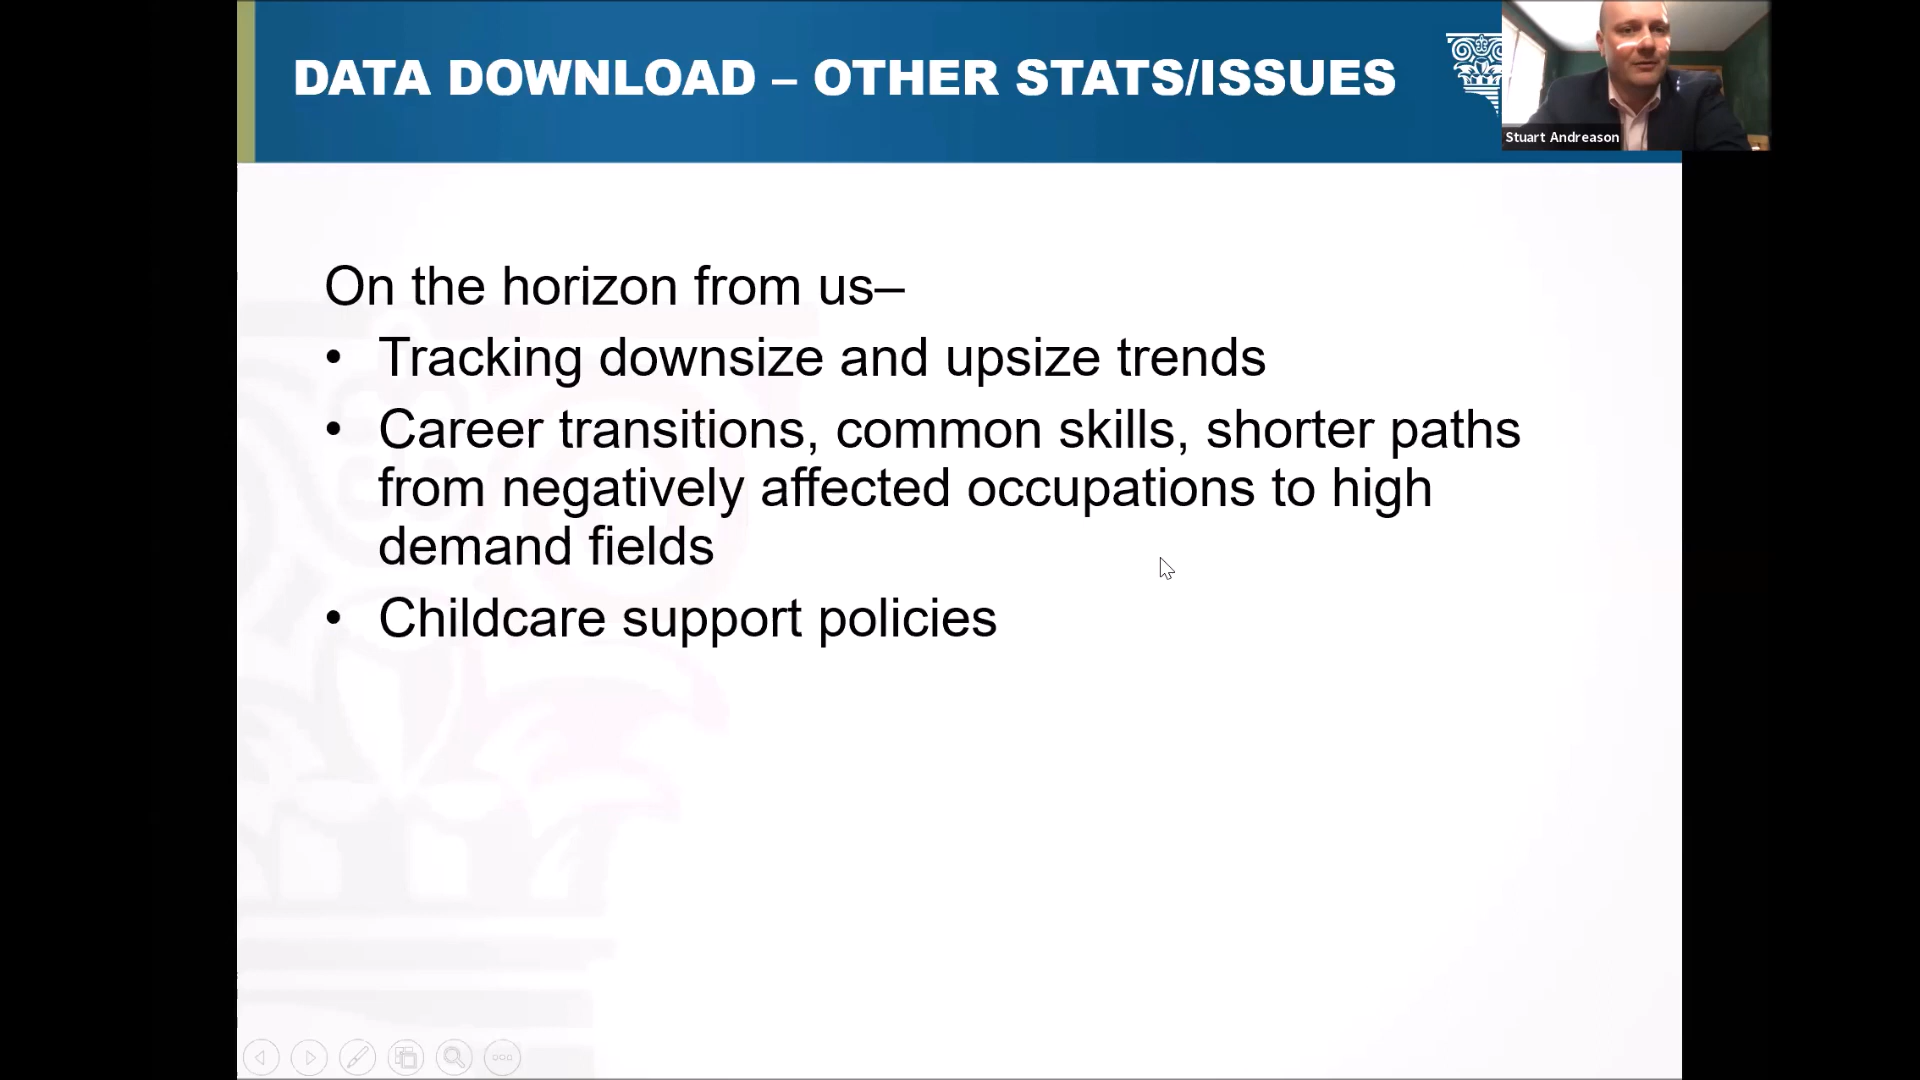 DATA DOWNLOAD – OTHER STATS/ISSUES
Stuart Andreason
On the horizon from us–
• Tracking downsize and upsize trends
• Career transitions, common skills, shorter paths
from negatively affected occupations to high
demand fields
• Childcare support policies